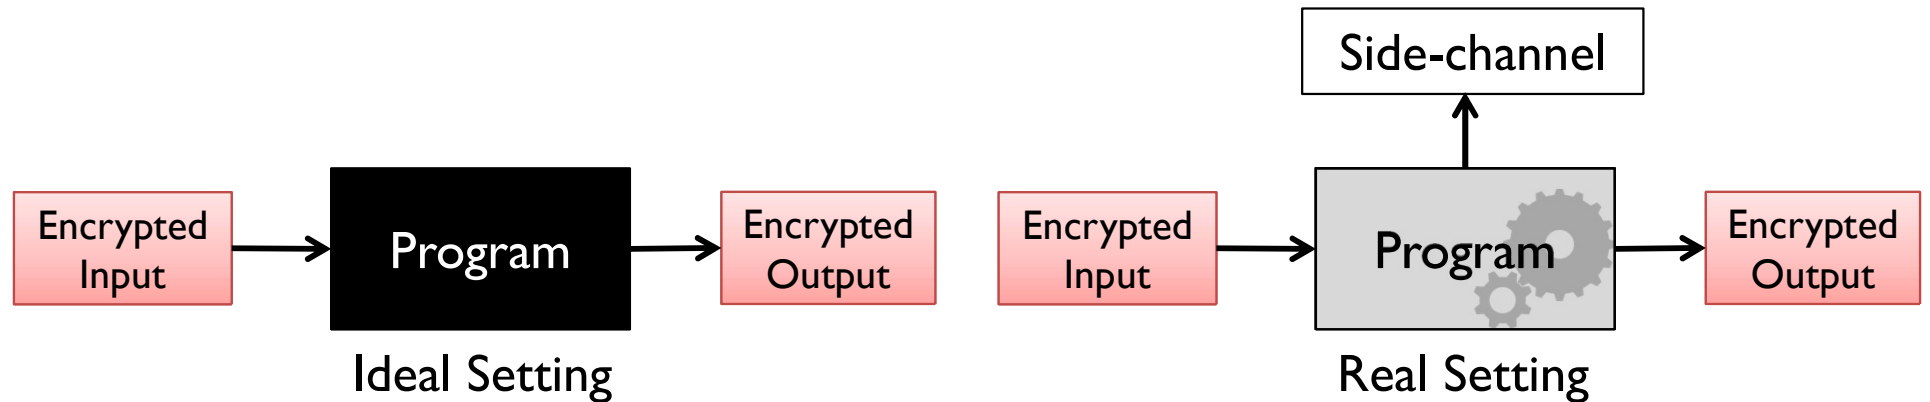 Encrypted
Input
Program
Encrypted
Output
Ideal Setting
Side-channel
Encrypted
Input
Program
Encrypted
Output
Real Setting